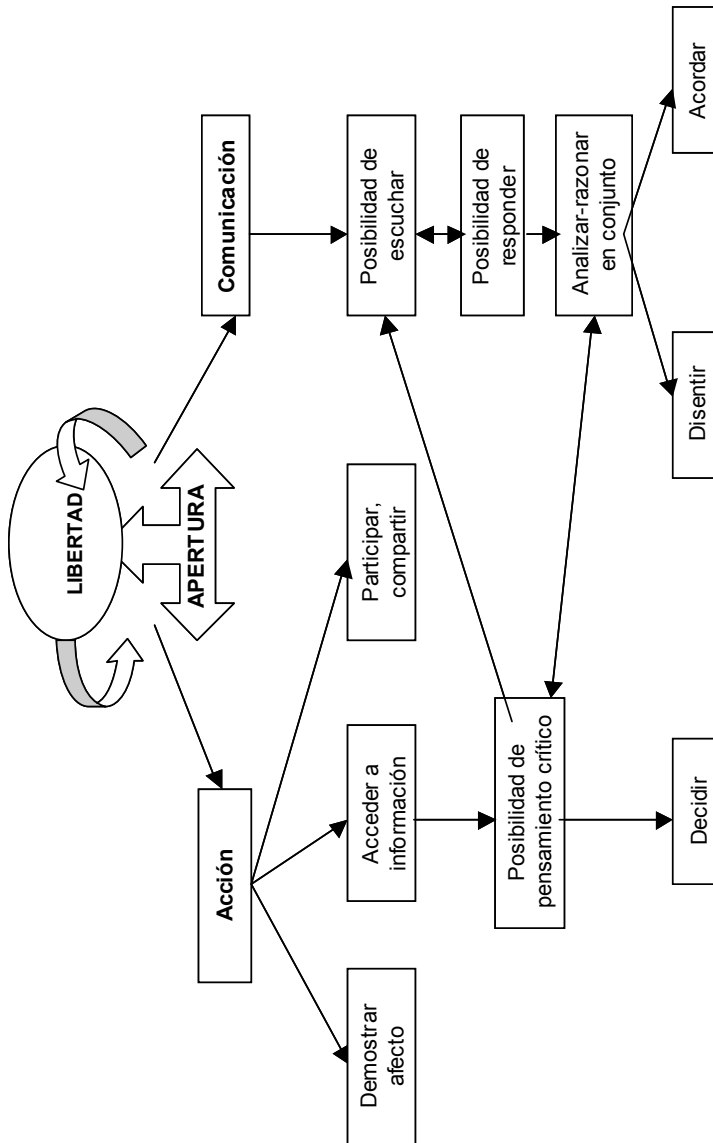 LIBERTAD
APERTURA
Acción
Comunicación
Demostrar
afecto
Acceder a
información
Participar,
compartir
Posibilidad de
escuchar
Posibilidad de
responder
Posibilidad de
pensamiento crítico
Analizar-razonar
en conjunto
Decidir
Disentir
Acordar